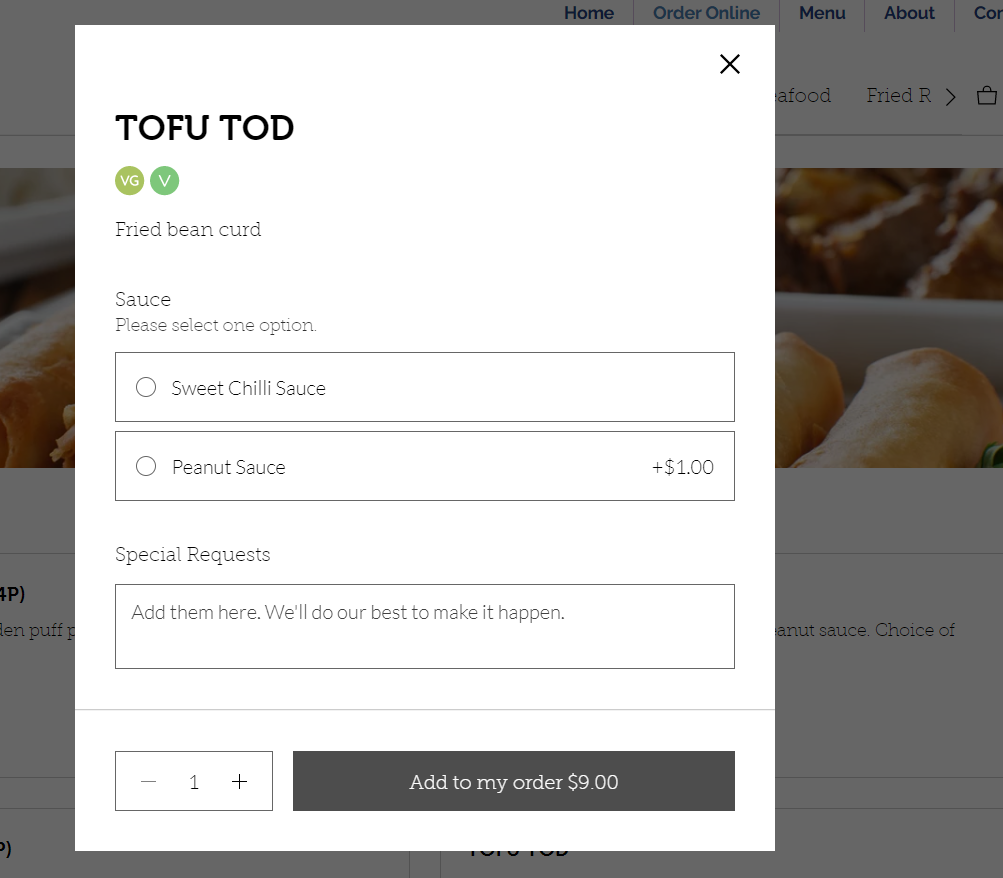 Home Order Online Menu About Cor
eafood Fried R
TOFU TOD
VG V
Fried bean curd
Sauce
Please select one option.
Sweet Chilli Sauce
Peanut Sauce +$1.00
Special Requests
4P)
Add them here. We'll do our best to make it happen.
den puff p
eanut sauce. Choice of
1
Add to my order $9.00
P)
TOFU TOD